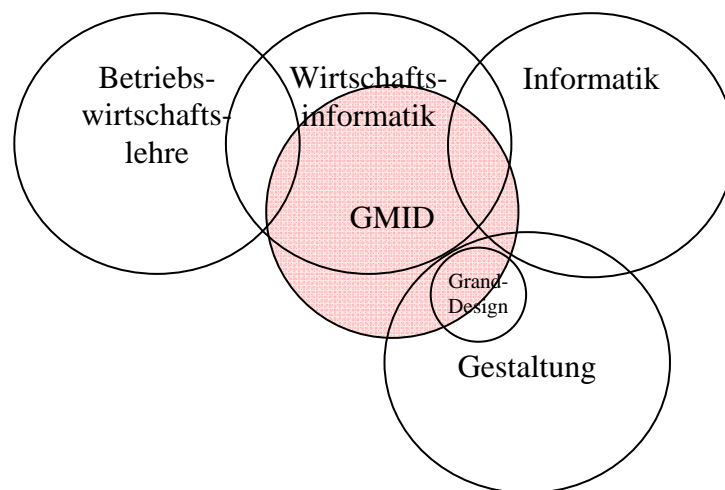 Betriebs-
wirtschafts-
lehre
Wirtschafts-
informatik
Informatik
GMID
Grand-
Design
Gestaltung